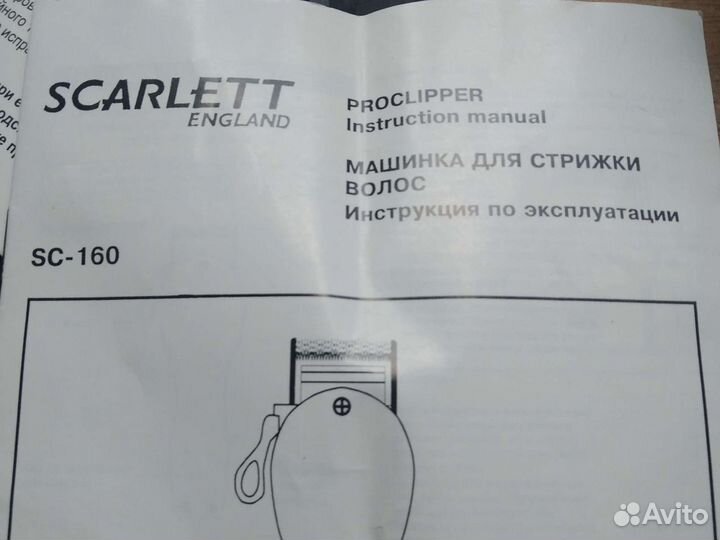 SCARLETT
ENGLAND
PROCLIPPER
Instruction manual
МАШИНКА ДЛЯ СТРИЖКИ
ВОЛОС
Инструкция по эксплуатации
SC-160
Avito